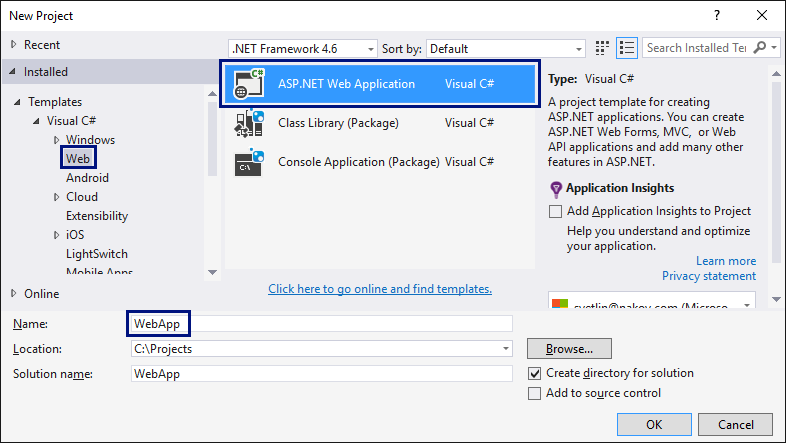 New Project
Recent
Installed
Templates
Visual C#
Windows
Web
Android
Cloud
Extensibility
iOS
LightSwitch
Mobile Apps
Online
.NET Framework 4.6
Sort by:
Default
Search Installed Te
C#
ASP.NET Web Application
Visual C#
Class Library (Package)
Visual C#
C:\
Console Application (Package)
Visual C#
Click here to go online and find templates.
Type: Visual C#
A project template for creating
ASP.NET applications. You can create
ASP.NET Web Forms, MVC, or Web
API applications and add many other
features in ASP.NET.
Application Insights
Add Application Insights to Project
Help you understand and optimize
your application.
Learn more
Privacy statement
svetlin@nakov.com (Microso
Name:
WebApp
Location:
C:\Projects
Browse...
Solution name:
WebApp
Create directory for solution
Add to source control
OK
Cancel